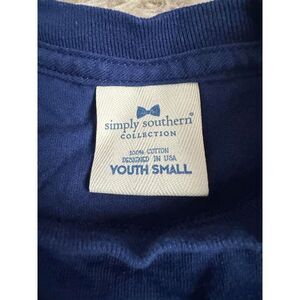 simply southern®
COLLECTION
100% COTTON
DESIGNED IN USA
YOUTH SMALL